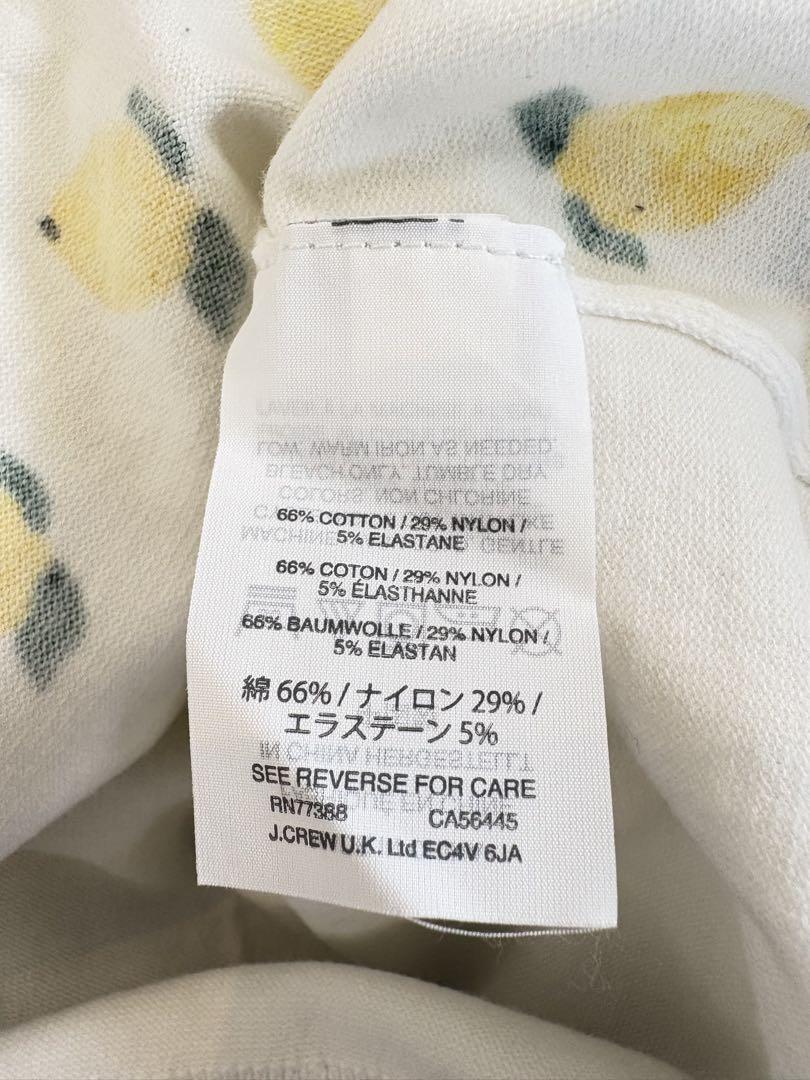 66% COTTON / 29% NYLON /
5% ELASTANE
66% COTON / 29% NYLON /
5% ÉLASTHANNE
66% BAUMWOLLE / 29% NYLON /
5% ELASTAN
綿 66% / ナイロン 29% /
エラステーン 5%
SEE REVERSE FOR CARE
RN77388 CA56445
J.CREW U.K. Ltd EC4V 6JA